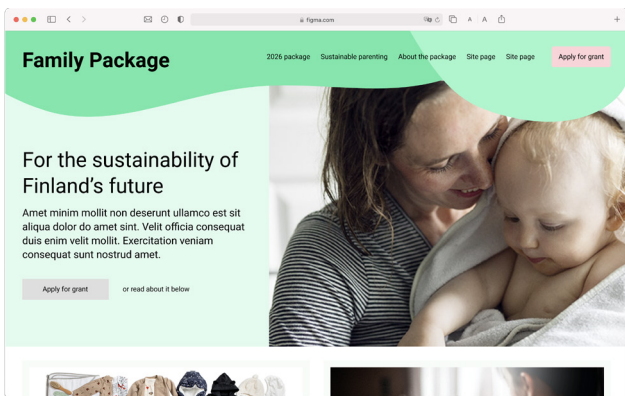 figma.com
A A
Family Package
2026 package Sustainable parenting About the package Site page Site page Apply for grant
For the sustainability of
Finland's future
Amet minim mollit non deserunt ullamco est sit
aliqua dolor do amet sint. Velit officia consequat
duis enim velit mollit. Exercitation veniam
consequat sunt nostrud amet.
Apply for grant or read about it below